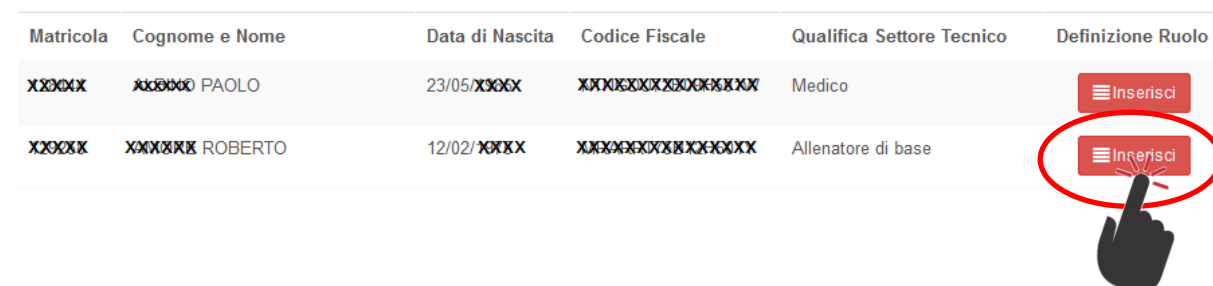 Matricola Cognome e Nome Data di Nascita Codice Fiscale Qualifica Settore Tecnico Definizione Ruolo
PAOLO 23/05/ Medico Inserisci
ROBERTO 12/02/ Allenatore di base Inserisci